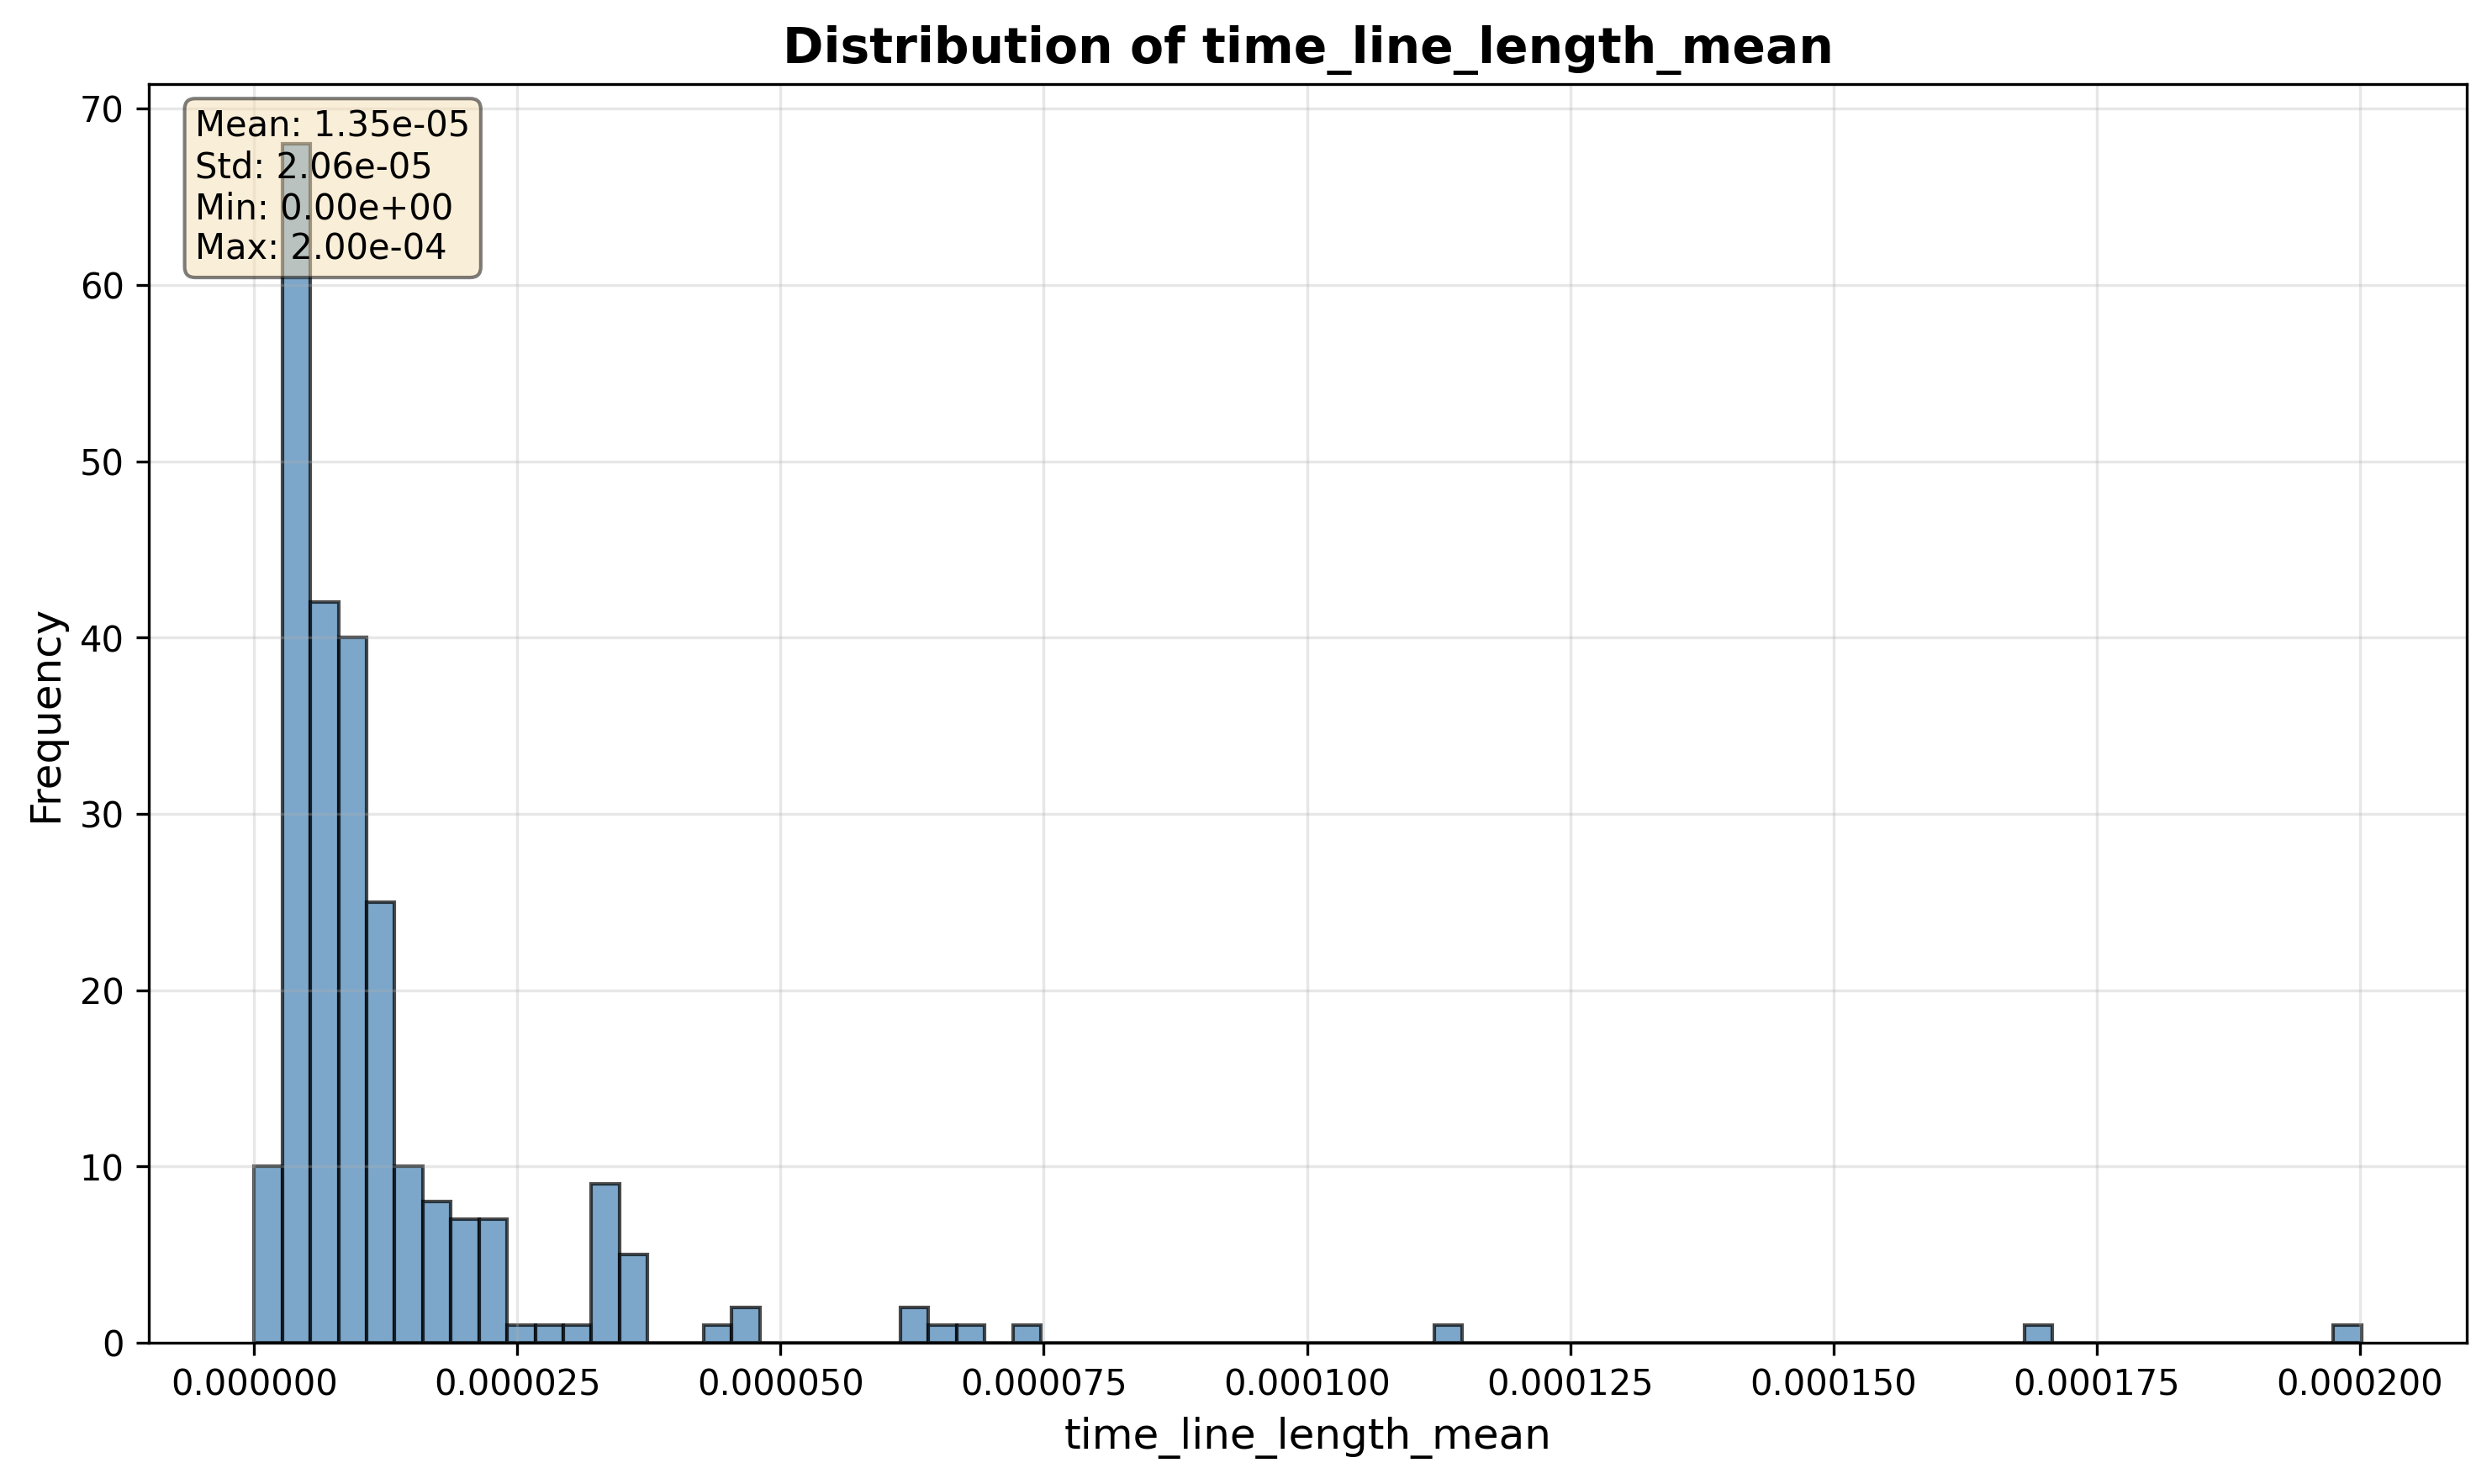 Distribution of time_line_length_mean
Mean: 1.35e-05
Std: 2.06e-05
Min: 0.00e+00
Max: 2.00e-04
70
60
50
40
30
20
10
0
Frequency
0.000000 0.000025 0.000050 0.000075 0.000100 0.000125 0.000150 0.000175 0.000200
time_line_length_mean